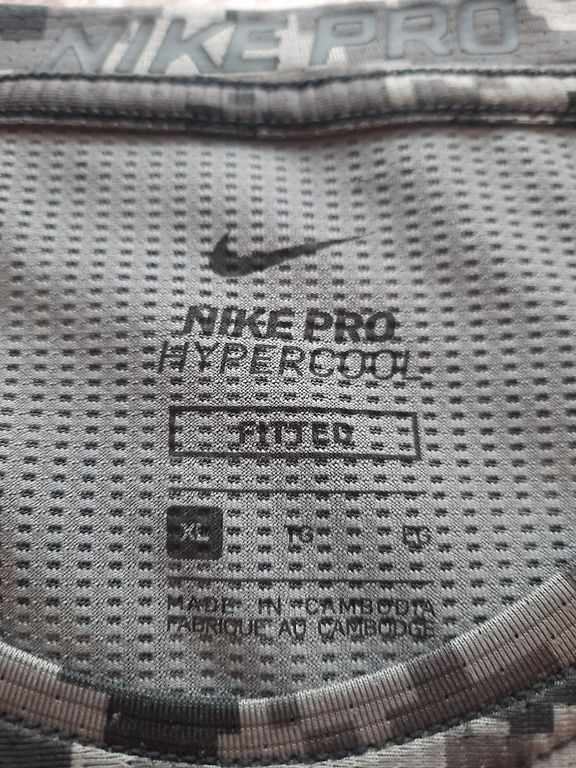 NIKE PRO
NIKE PRO
HYPERCOOL
FITTED
XL TG EG
MADE IN CAMBODIA
FABRIQUE AU CAMBODGE